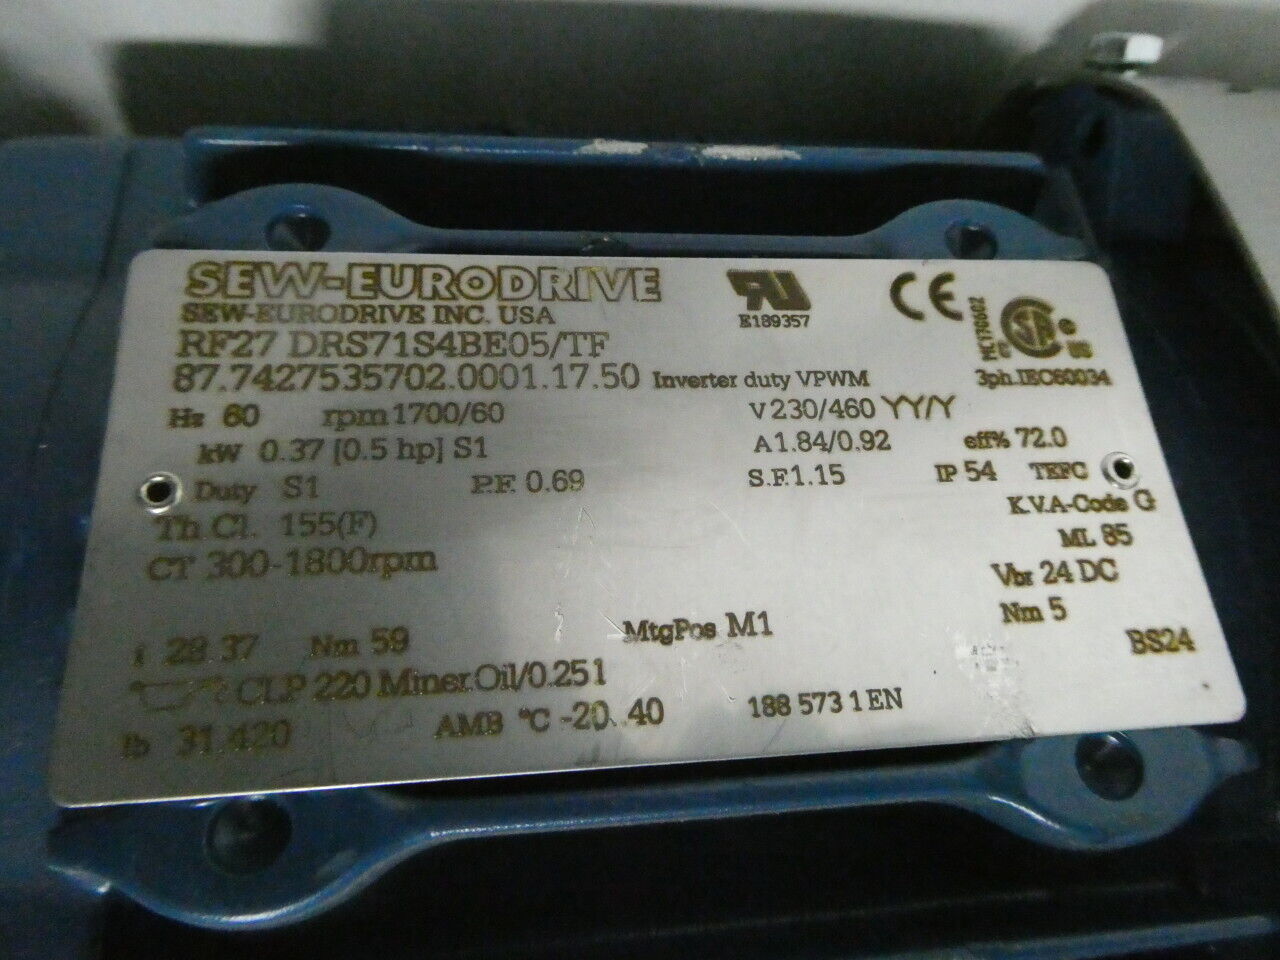 SEW-EURODRIVE
SEW-EURODRIVE INC. USA
E189357
CE
RF27 DRS71S4BE05/TF
87.7427535702.0001.17.50 Inverter duty VPWM 3ph.IEC60034
Hz 60 rpm 1700/60 V 230/460 YY/Y
kW 0.37 [0.5 hp] S1 A 1.84/0.92 eff% 72.0
Duty S1 P.F. 0.69 S.F.1.15 IP 54 TEFC
Th.Cl. 155(F) K.V.A-Code G
CT 300-1800rpm ML 85
Vbr 24 DC
Nm 5
i 28.37 Nm 59 MtgPos M1 BS24
CLP 220 Miner.Oil/0.251
lb 31.420 AMB °C -20..40 188 573 1 EN